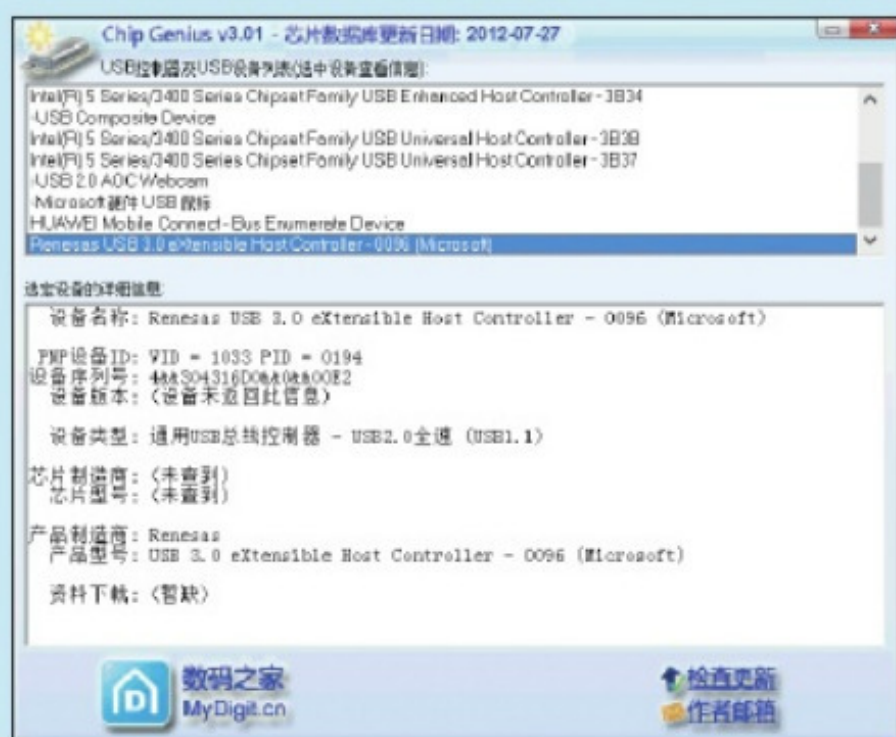 Chip Genius v3.01 - 芯片数据库更新日期: 2012-07-27
USB控制器及USB设备列表(选中设备查看信息):
Intel(R) 5 Series/3400 Series Chipset Family USB Enhanced Host Controller - 3B34
-USB Composite Device
Intel(R) 5 Series/3400 Series Chipset Family USB Universal Host Controller - 3B3B
Intel(R) 5 Series/3400 Series Chipset Family USB Universal Host Controller - 3B37
-USB 2.0 AOC Webcam
-Microsoft 硬件 USB 鼠标
HUAWEI Mobile Connect - Bus Enumerate Device
Renesas USB 3.0 eXtensible Host Controller - 0096 (Microsoft)
选定设备的详细信息:
设备名称: Renesas USB 3.0 eXtensible Host Controller - 0096 (Microsoft)
PNP设备ID: VID = 1033 PID = 0194
设备序列号: 4&&304316D0&&0&&00E2
设备版本: (设备未返回此信息)
设备类型: 通用USB总线控制器 - USB2.0全速 (USB1.1)
芯片制造商: (未查到)
芯片型号: (未查到)
产品制造商: Renesas
产品型号: USB 3.0 eXtensible Host Controller - 0096 (Microsoft)
资料下载: (暂缺)
数码之家
MyDigit.cn
检查更新
作者邮箱